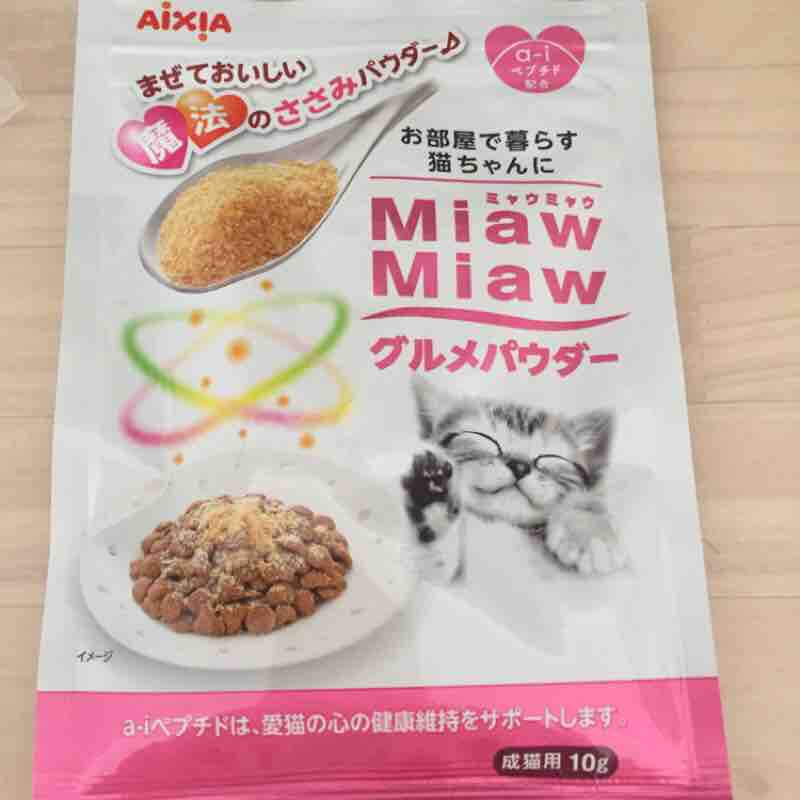 AIXIA
まぜておいしい
魔法のささみパウダー♪
a-i
ペプチド
配合
お部屋で暮らす
猫ちゃんに
ミャウミャウ
Miaw
Miaw
グルメパウダー
イメージ
a-iペプチドは、愛猫の心の健康維持をサポートします。
成猫用 10g